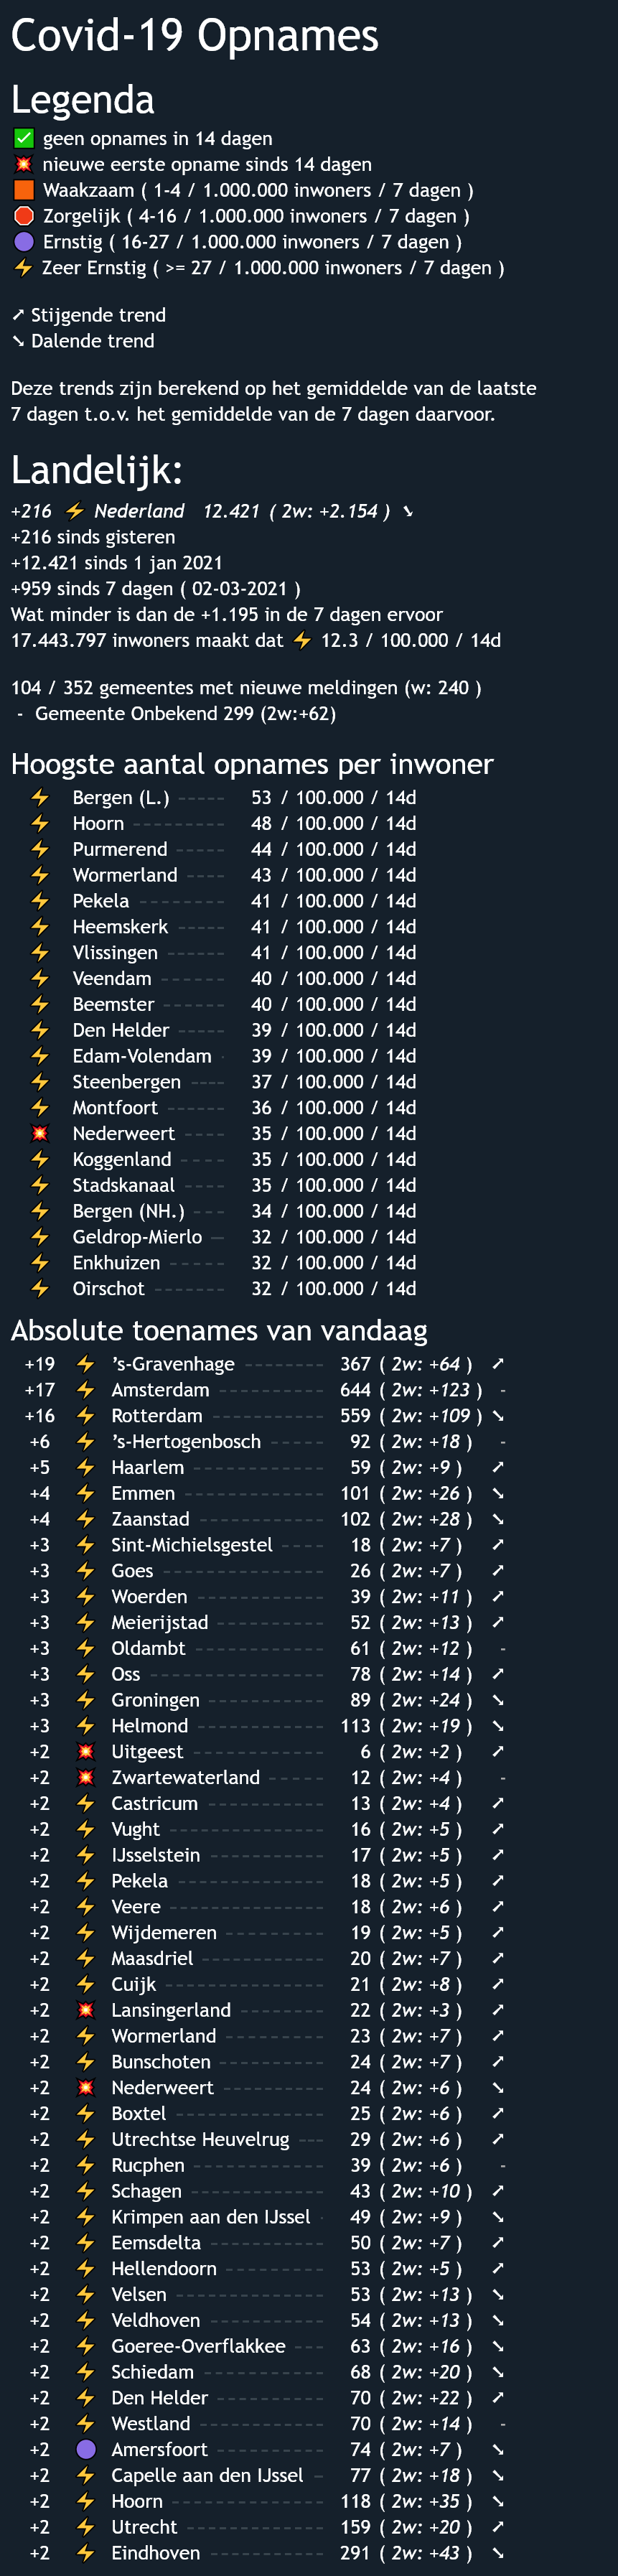 Covid-19 Opnames
Legenda
✅ geen opnames in 14 dagen
💥 nieuwe eerste opname sinds 14 dagen
🟧 Waakzaam ( 1-4 / 1.000.000 inwoners / 7 dagen )
🛑 Zorgelijk ( 4-16 / 1.000.000 inwoners / 7 dagen )
🟣 Ernstig ( 16-27 / 1.000.000 inwoners / 7 dagen )
⚡ Zeer Ernstig ( >= 27 / 1.000.000 inwoners / 7 dagen )
➚ Stijgende trend
➘ Dalende trend
Deze trends zijn berekend op het gemiddelde van de laatste
7 dagen t.o.v. het gemiddelde van de 7 dagen daarvoor.
Landelijk:
+216 ⚡ Nederland 12.421 ( 2w: +2.154 ) ➘
+216 sinds gisteren
+12.421 sinds 1 jan 2021
+959 sinds 7 dagen ( 02-03-2021 )
Wat minder is dan de +1.195 in de 7 dagen ervoor
17.443.797 inwoners maakt dat ⚡ 12.3 / 100.000 / 14d
104 / 352 gemeentes met nieuwe meldingen (w: 240 )
- Gemeente Onbekend 299 (2w:+62)
Hoogste aantal opnames per inwoner
⚡ Bergen (L.) ----- 53 / 100.000 / 14d
⚡ Hoorn ---------- 48 / 100.000 / 14d
⚡ Purmerend ----- 44 / 100.000 / 14d
⚡ Wormerland ---- 43 / 100.000 / 14d
⚡ Pekela --------- 41 / 100.000 / 14d
⚡ Heemskerk ----- 41 / 100.000 / 14d
⚡ Vlissingen ------ 41 / 100.000 / 14d
⚡ Veendam ------- 40 / 100.000 / 14d
⚡ Beemster ------ 40 / 100.000 / 14d
⚡ Den Helder ----- 39 / 100.000 / 14d
⚡ Edam-Volendam - 39 / 100.000 / 14d
⚡ Steenbergen ---- 37 / 100.000 / 14d
⚡ Montfoort ------ 36 / 100.000 / 14d
💥 Nederweert ----- 35 / 100.000 / 14d
⚡ Koggenland ----- 35 / 100.000 / 14d
⚡ Stadskanaal ---- 35 / 100.000 / 14d
⚡ Bergen (NH.) --- 34 / 100.000 / 14d
⚡ Geldrop-Mierlo -- 32 / 100.000 / 14d
⚡ Enkhuizen ------ 32 / 100.000 / 14d
⚡ Oirschot ------- 32 / 100.000 / 14d
Absolute toenames van vandaag
+19 ⚡ 's-Gravenhage -------- 367 ( 2w: +64 ) ➚
+17 ⚡ Amsterdam ----------- 644 ( 2w: +123 ) -
+16 ⚡ Rotterdam ------------ 559 ( 2w: +109 ) ➘
+6 ⚡ 's-Hertogenbosch ----- 92 ( 2w: +18 ) -
+5 ⚡ Haarlem -------------- 59 ( 2w: +9 ) ➚
+4 ⚡ Emmen --------------- 101 ( 2w: +26 ) ➘
+4 ⚡ Zaanstad ------------- 102 ( 2w: +28 ) ➘
+3 ⚡ Sint-Michielsgestel ---- 18 ( 2w: +7 ) ➚
+3 ⚡ Goes ----------------- 26 ( 2w: +7 ) ➚
+3 ⚡ Woerden ------------- 39 ( 2w: +11 ) ➚
+3 ⚡ Meierijstad ----------- 52 ( 2w: +13 ) ➚
+3 ⚡ Oldambt ------------- 61 ( 2w: +12 ) -
+3 ⚡ Oss ------------------ 78 ( 2w: +14 ) ➚
+3 ⚡ Groningen ------------ 89 ( 2w: +24 ) ➘
+3 ⚡ Helmond ------------- 113 ( 2w: +19 ) ➘
+2 💥 Uitgeest -------------- 6 ( 2w: +2 ) ➚
+2 💥 Zwartewaterland ------ 12 ( 2w: +4 ) -
+2 ⚡ Castricum ------------ 13 ( 2w: +4 ) ➚
+2 ⚡ Vught ---------------- 16 ( 2w: +5 ) ➚
+2 ⚡ IJsselstein ------------ 17 ( 2w: +5 ) ➚
+2 ⚡ Pekela --------------- 18 ( 2w: +5 ) ➚
+2 ⚡ Veere ---------------- 18 ( 2w: +6 ) ➚
+2 ⚡ Wijdemeren ---------- 19 ( 2w: +5 ) ➚
+2 ⚡ Maasdriel ------------ 20 ( 2w: +7 ) ➚
+2 ⚡ Cuijk ----------------- 21 ( 2w: +8 ) ➚
+2 💥 Lansingerland --------- 22 ( 2w: +3 ) ➚
+2 ⚡ Wormerland ---------- 23 ( 2w: +7 ) ➚
+2 ⚡ Bunschoten ----------- 24 ( 2w: +7 ) ➚
+2 💥 Nederweert ----------- 24 ( 2w: +6 ) ➘
+2 ⚡ Boxtel ---------------- 25 ( 2w: +6 ) ➚
+2 ⚡ Utrechtse Heuvelrug --- 29 ( 2w: +6 ) ➚
+2 ⚡ Rucphen ------------- 39 ( 2w: +6 ) -
+2 ⚡ Schagen -------------- 43 ( 2w: +10 ) ➚
+2 ⚡ Krimpen aan den IJssel - 49 ( 2w: +9 ) ➘
+2 ⚡ Eemsdelta ------------ 50 ( 2w: +7 ) ➚
+2 ⚡ Hellendoorn ---------- 53 ( 2w: +5 ) ➚
+2 ⚡ Velsen --------------- 53 ( 2w: +13 ) ➘
+2 ⚡ Veldhoven ------------ 54 ( 2w: +13 ) ➘
+2 ⚡ Goeree-Overflakkee --- 63 ( 2w: +16 ) ➘
+2 ⚡ Schiedam ------------ 68 ( 2w: +20 ) ➘
+2 ⚡ Den Helder ----------- 70 ( 2w: +22 ) ➚
+2 ⚡ Westland ------------- 70 ( 2w: +14 ) -
+2 🟣 Amersfoort ----------- 74 ( 2w: +7 ) ➘
+2 ⚡ Capelle aan den IJssel -- 77 ( 2w: +18 ) ➘
+2 ⚡ Hoorn ---------------- 118 ( 2w: +35 ) ➘
+2 ⚡ Utrecht --------------- 159 ( 2w: +20 ) ➚
+2 ⚡ Eindhoven ------------ 291 ( 2w: +43 ) ➘